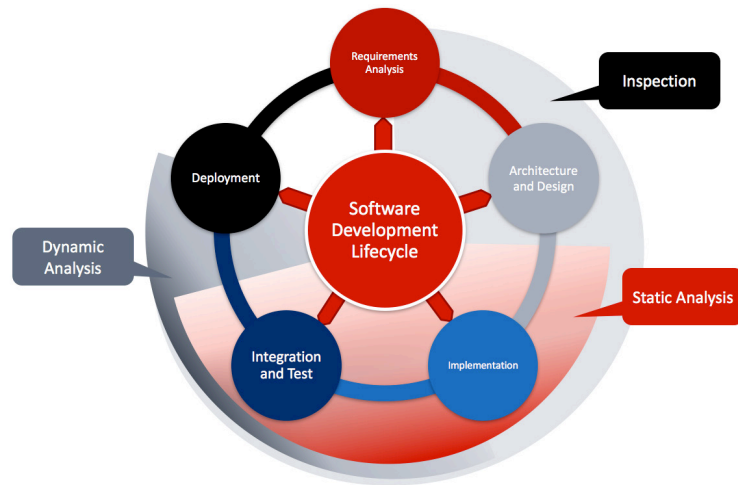 Requirements
Analysis
Inspection
Deployment
Architecture
and Design
Software
Development
Lifecycle
Dynamic
Analysis
Static Analysis
Integration
and Test
Implementation